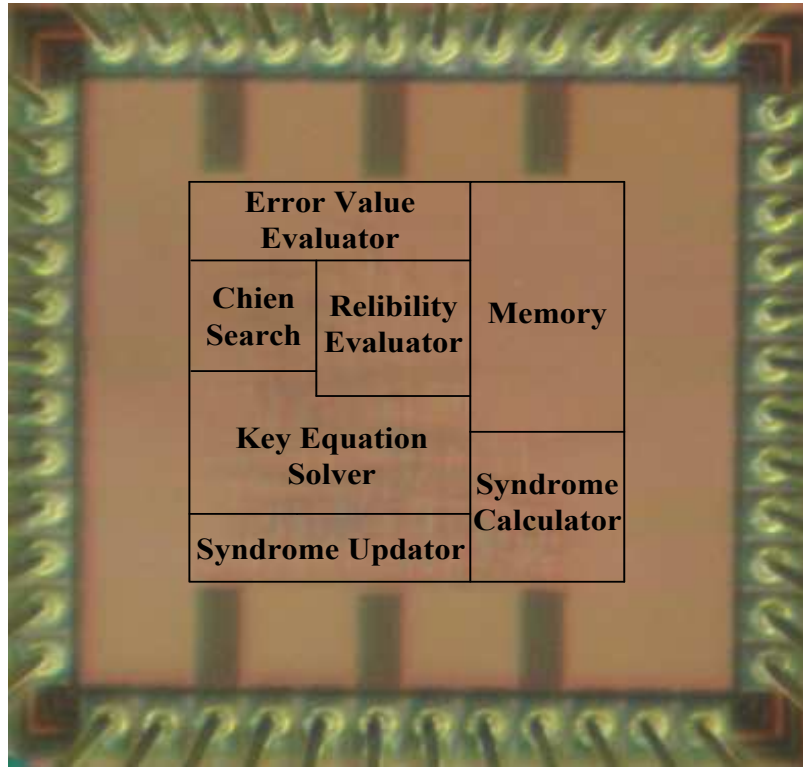 Error Value
Evaluator
Chien
Search
Relibility
Evaluator
Memory
Key Equation
Solver
Syndrome
Calculator
Syndrome Updator